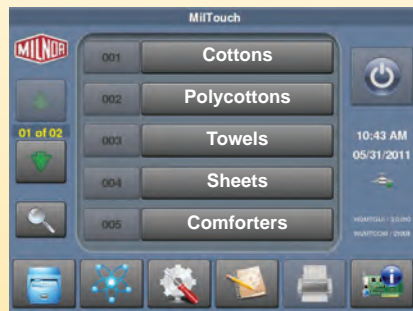 MilTouch
MILNOR
001 Cottons
002 Polycottons
003 Towels
004 Sheets
005 Comforters
01 of 02
10:43 AM
05/31/2011